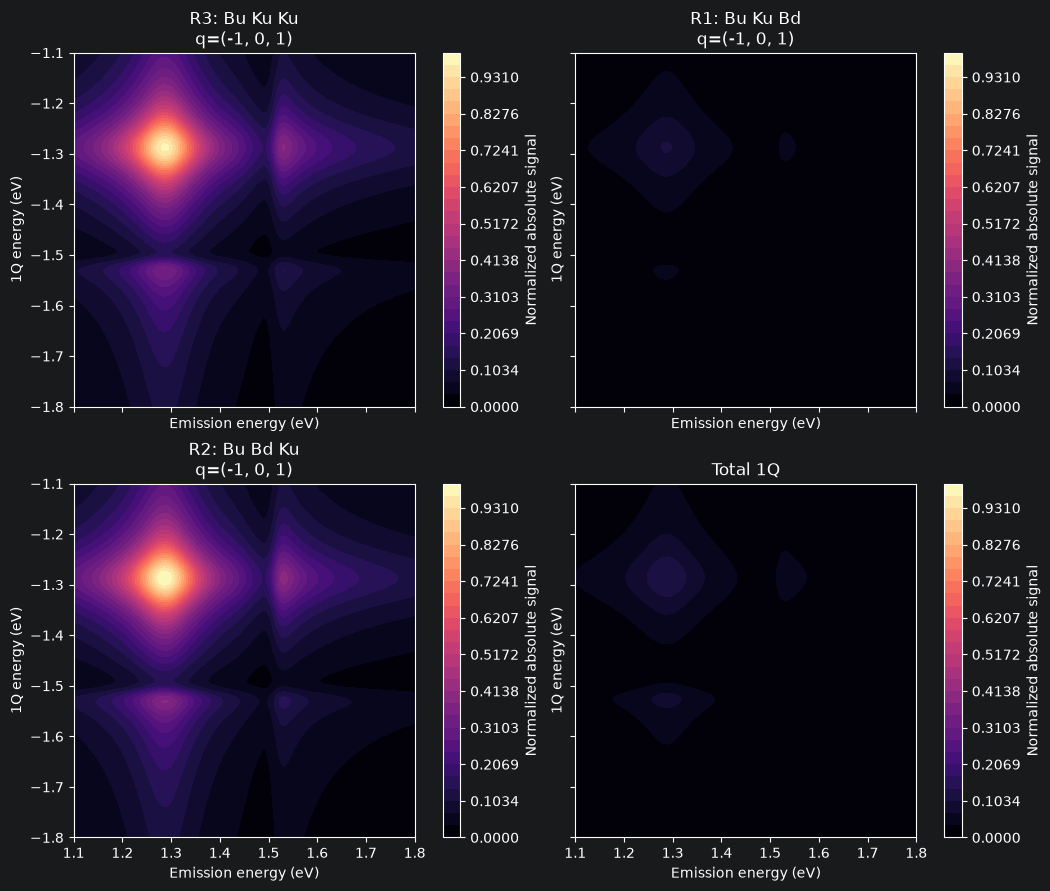 R3: Bu Ku Ku
q=(-1, 0, 1)
−1.1
−1.2
−1.3
−1.4
−1.5
−1.6
−1.7
−1.8
1Q energy (eV)
Emission energy (eV)
0.9310
0.8276
0.7241
0.6207
0.5172
0.4138
0.3103
0.2069
0.1034
0.0000
Normalized absolute signal
R1: Bu Ku Bd
q=(-1, 0, 1)
1Q energy (eV)
Emission energy (eV)
0.9310
0.8276
0.7241
0.6207
0.5172
0.4138
0.3103
0.2069
0.1034
0.0000
Normalized absolute signal
R2: Bu Bd Ku
q=(-1, 0, 1)
−1.1
−1.2
−1.3
−1.4
−1.5
−1.6
−1.7
−1.8
1Q energy (eV)
1.1 1.2 1.3 1.4 1.5 1.6 1.7 1.8
Emission energy (eV)
0.9310
0.8276
0.7241
0.6207
0.5172
0.4138
0.3103
0.2069
0.1034
0.0000
Normalized absolute signal
Total 1Q
1Q energy (eV)
1.1 1.2 1.3 1.4 1.5 1.6 1.7 1.8
Emission energy (eV)
0.9310
0.8276
0.7241
0.6207
0.5172
0.4138
0.3103
0.2069
0.1034
0.0000
Normalized absolute signal